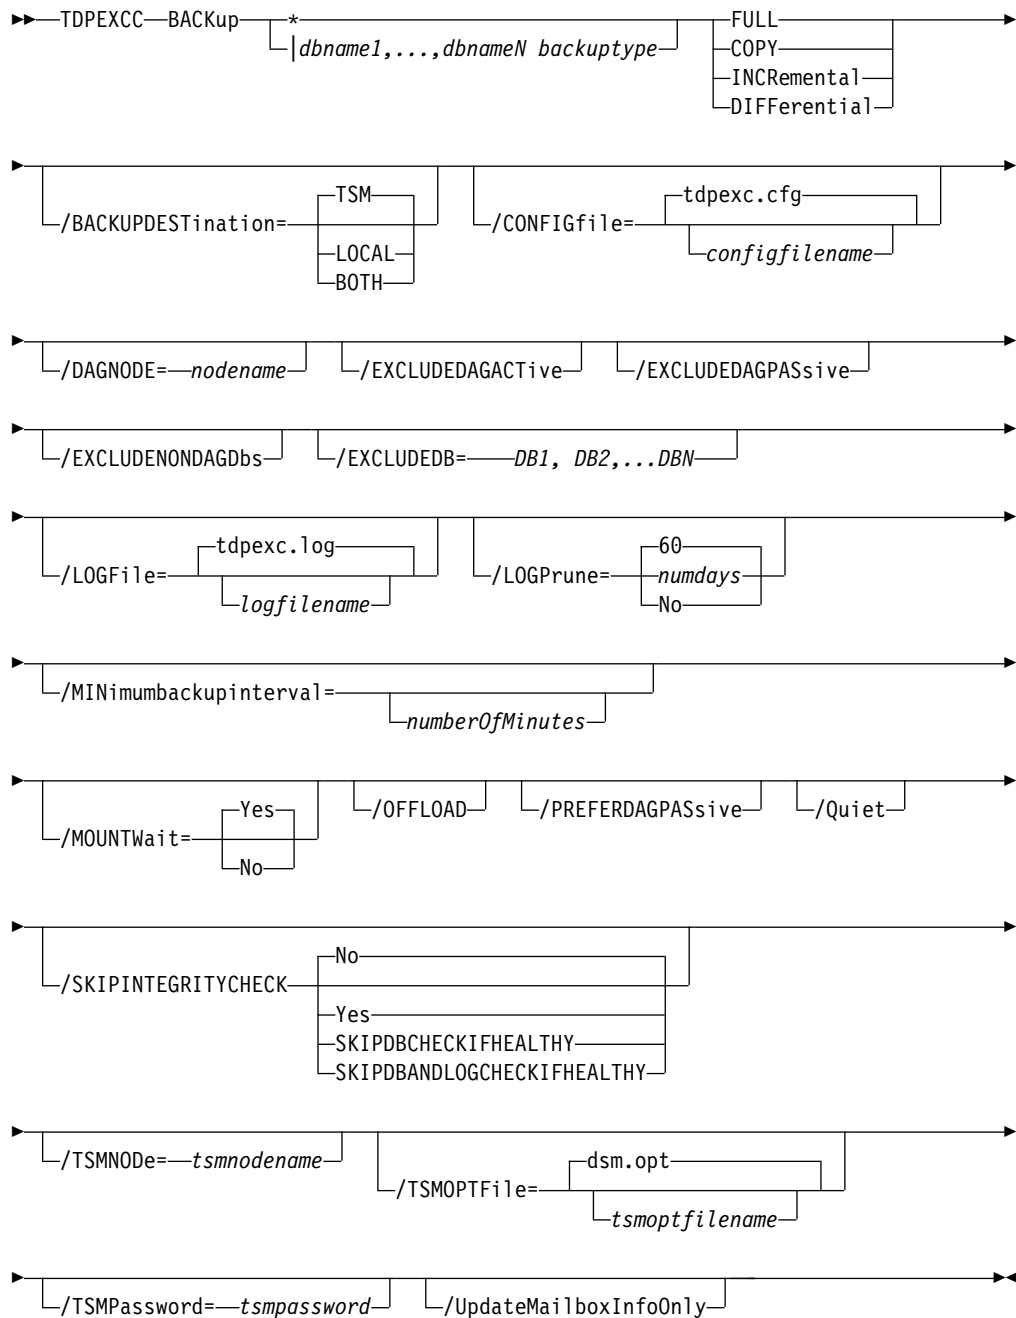 TDPEXCC BACKup * FULL
|dbname1,...,dbnameN backuptype COPY
INCRemental
DIFFerential
TSM tdpexc.cfg
/BACKUPDESTination= /CONFIGfile=
LOCAL configfilename
BOTH
/DAGNODE= nodename /EXCLUDEDAGACTive /EXCLUDEDAGPASsive
/EXCLUDENONDAGDbs /EXCLUDEDB= DB1, DB2,...DBN
tdpexc.log 60
/LOGFile= /LOGPrune= numdays
logfilename No
/MINimumbackupinterval=
numberOfMinutes
Yes /OFFLOAD /PREFERDAGPASsive /Quiet
/MOUNTWait=
No
No
/SKIPINTEGRITYCHECK
Yes
SKIPDBCHECKIFHEALTHY
SKIPDBANDLOGCHECKIFHEALTHY
/TSMNODe= tsmnodename dsm.opt
/TSMOPTFile=
tsmoptfilename
/TSMPassword= tsmpassword /UpdateMailboxInfoOnly